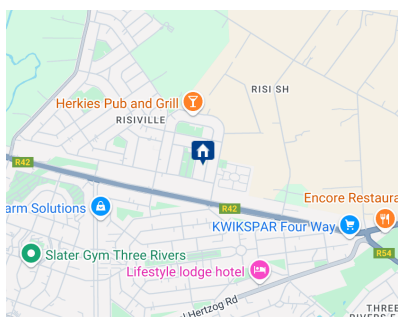 RISI SH
Herkies Pub and Grill
RISIVILLE
R42
R42
Encore Restaura
arm Solutions
KWIKSPAR Four Way
R54
Slater Gym Three Rivers
Lifestyle lodge hotel
l Hertzog Rd
THREE